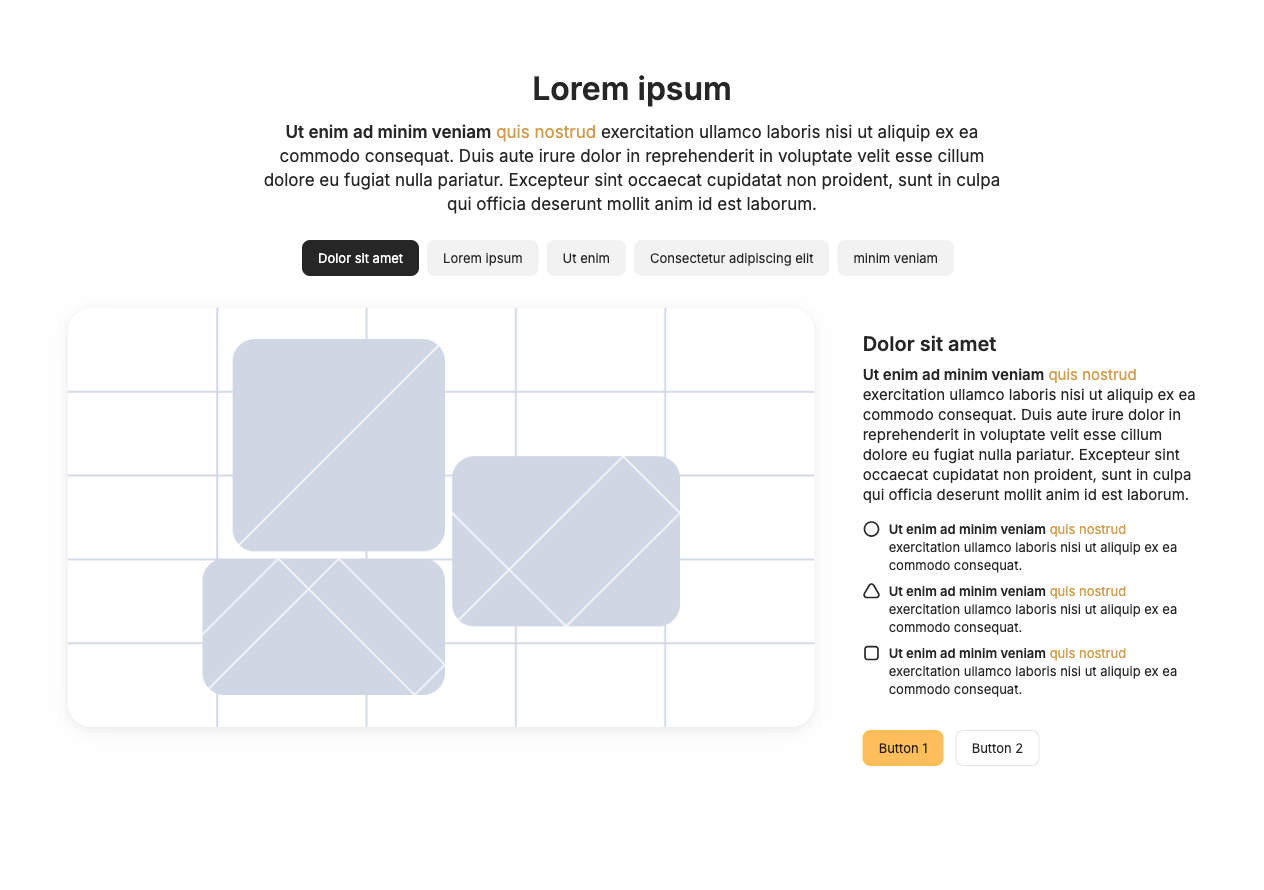 Lorem ipsum
Ut enim ad minim veniam quis nostrud exercitation ullamco laboris nisi ut aliquip ex ea
commodo consequat. Duis aute irure dolor in reprehenderit in voluptate velit esse cillum
dolore eu fugiat nulla pariatur. Excepteur sint occaecat cupidatat non proident, sunt in culpa
qui officia deserunt mollit anim id est laborum.
Dolor sit amet Lorem ipsum Ut enim Consectetur adipiscing elit minim veniam
Dolor sit amet
Ut enim ad minim veniam quis nostrud
exercitation ullamco laboris nisi ut aliquip ex ea
commodo consequat. Duis aute irure dolor in
reprehenderit in voluptate velit esse cillum
dolore eu fugiat nulla pariatur. Excepteur sint
occaecat cupidatat non proident, sunt in culpa
qui officia deserunt mollit anim id est laborum.
Ut enim ad minim veniam quis nostrud
exercitation ullamco laboris nisi ut aliquip ex ea
commodo consequat.
Ut enim ad minim veniam quis nostrud
exercitation ullamco laboris nisi ut aliquip ex ea
commodo consequat.
Ut enim ad minim veniam quis nostrud
exercitation ullamco laboris nisi ut aliquip ex ea
commodo consequat.
Button 1 Button 2